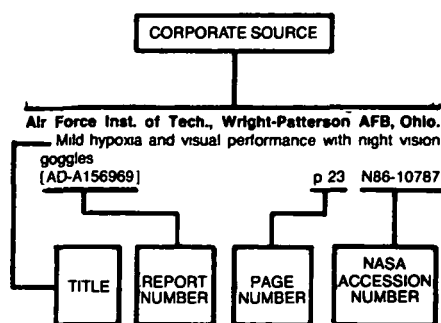 CORPORATE SOURCE
Air Force Inst. of Tech., Wright-Patterson AFB, Ohio.
Mild hypoxia and visual performance with night vision
goggles
[AD-A156969] p 23 N86-10787
TITLE
REPORT
NUMBER
PAGE
NUMBER
NASA
ACCESSION
NUMBER